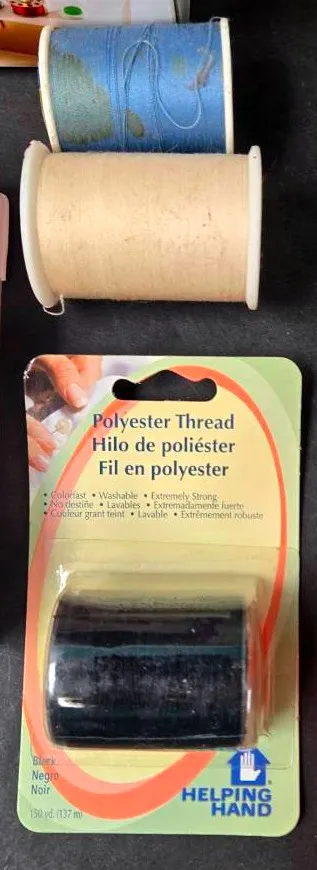 Polyester Thread
Hilo de poliéster
Fil en polyester
• Colorfast • Washable • Extremely Strong
• No destiñe • Lavables • Extremadamente fuerte
• Couleur grant teint • Lavable • Extrêmement robuste
Black
Negro
Noir
150 yd. (137 m)
HELPING
HAND